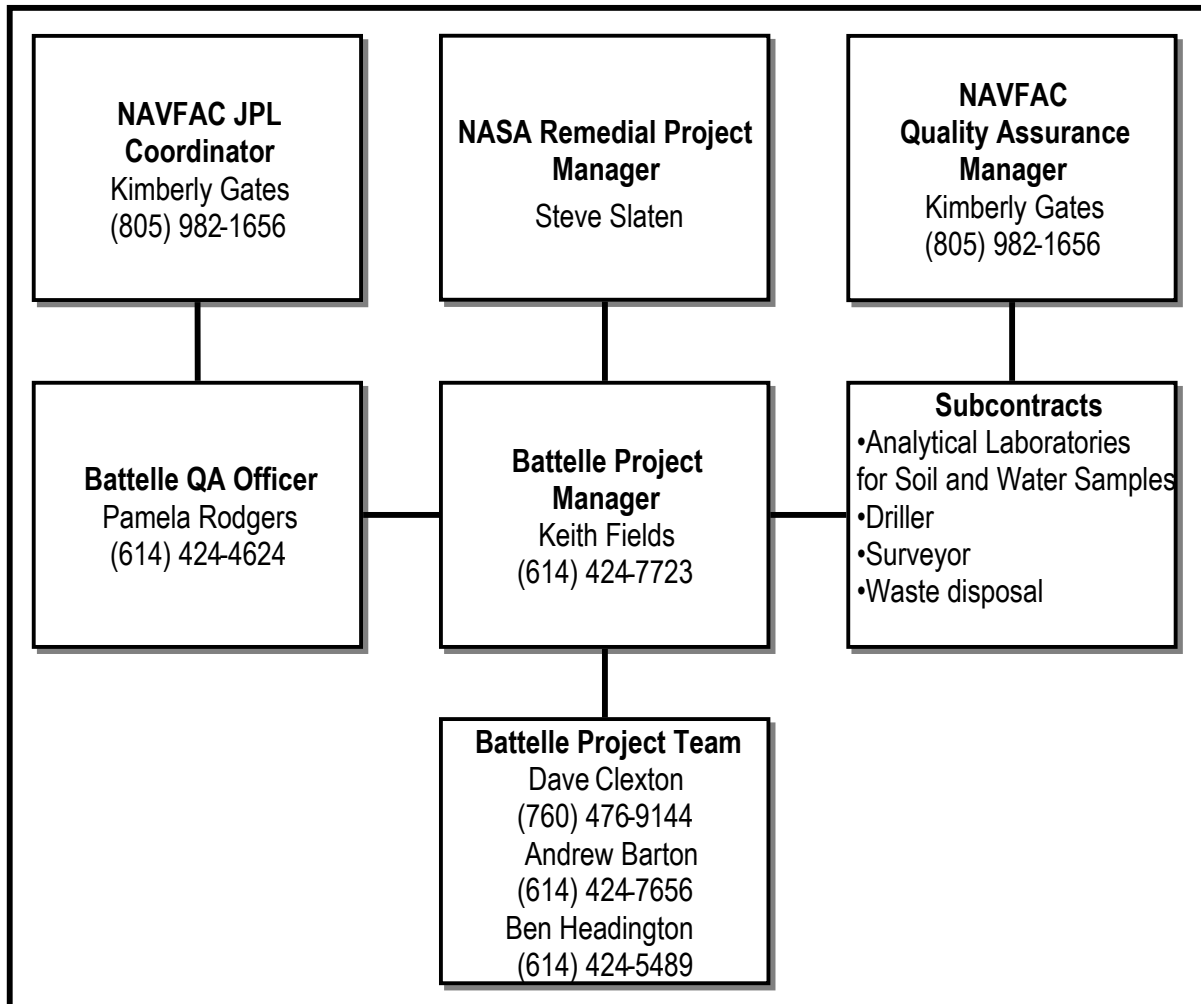 NAVFAC JPL
Coordinator
Kimberly Gates
(805) 982-1656
NASA Remedial Project
Manager
Steve Slaten
NAVFAC
Quality Assurance
Manager
Kimberly Gates
(805) 982-1656
Battelle QA Officer
Pamela Rodgers
(614) 424-4624
Battelle Project
Manager
Keith Fields
(614) 424-7723
Subcontracts
•Analytical Laboratories
for Soil and Water Samples
•Driller
•Surveyor
•Waste disposal
Battelle Project Team
Dave Clexton
(760) 476-9144
Andrew Barton
(614) 424-7656
Ben Headington
(614) 424-5489